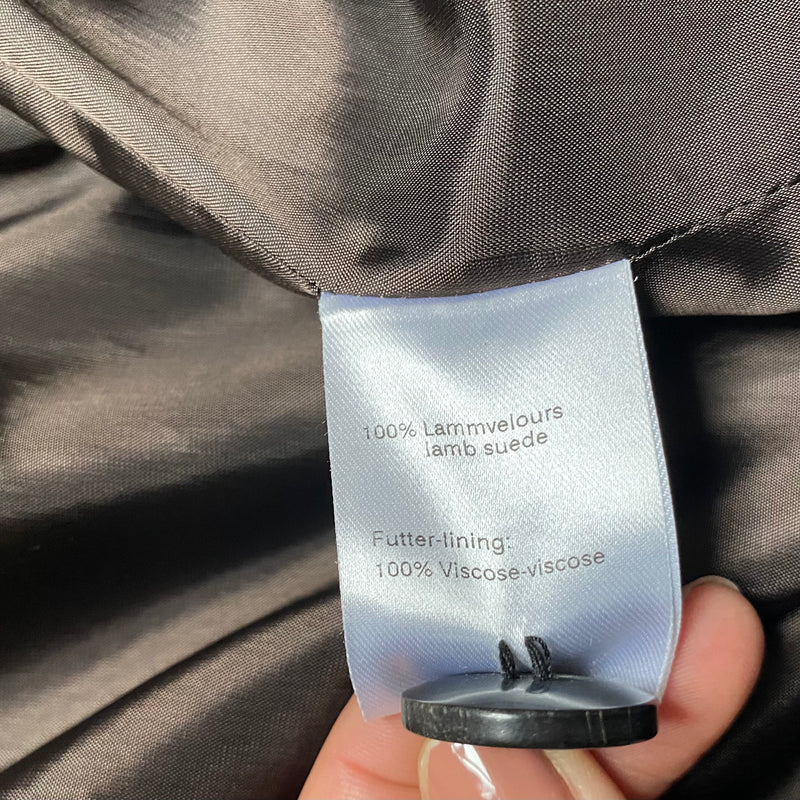 100% Lammvelours
lamb suede
Futter-lining:
100% Viscose-viscose